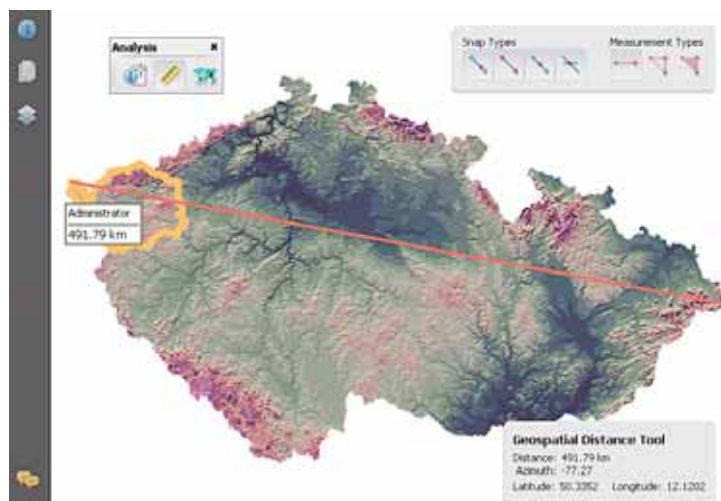 Analysis
Snap Types
Measurement Types
Administrator
491.79 km
Geospatial Distance Tool
Distance: 491.79 km
Azimuth: -77.27
Latitude: 50.3352 Longitude: 12.1202